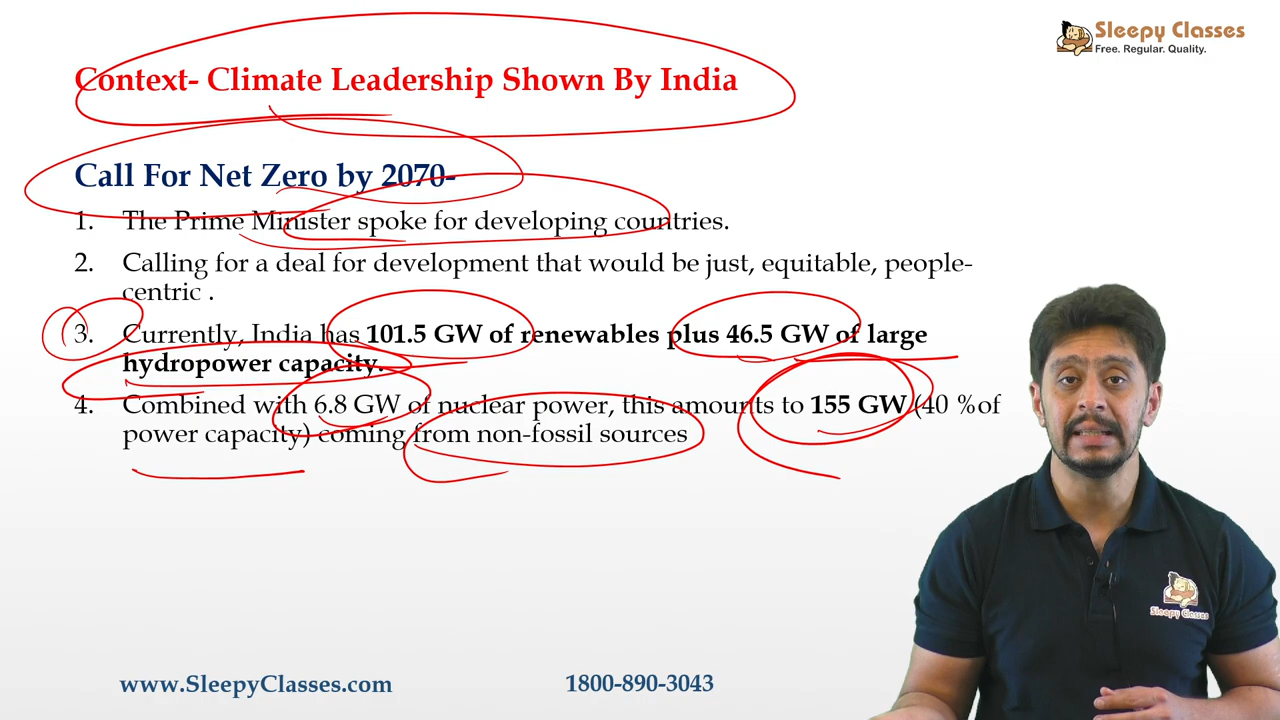 Sleepy Classes
Free. Regular. Quality.
Context- Climate Leadership Shown By India
Call For Net Zero by 2070-
1. The Prime Minister spoke for developing countries.
2. Calling for a deal for development that would be just, equitable, people-
centric .
3. Currently, India has 101.5 GW of renewables plus 46.5 GW of large
hydropower capacity.
4. Combined with 6.8 GW of nuclear power, this amounts to 155 GW (40 %of
power capacity) coming from non-fossil sources
Sleepy Classes
www.SleepyClasses.com
1800-890-3043